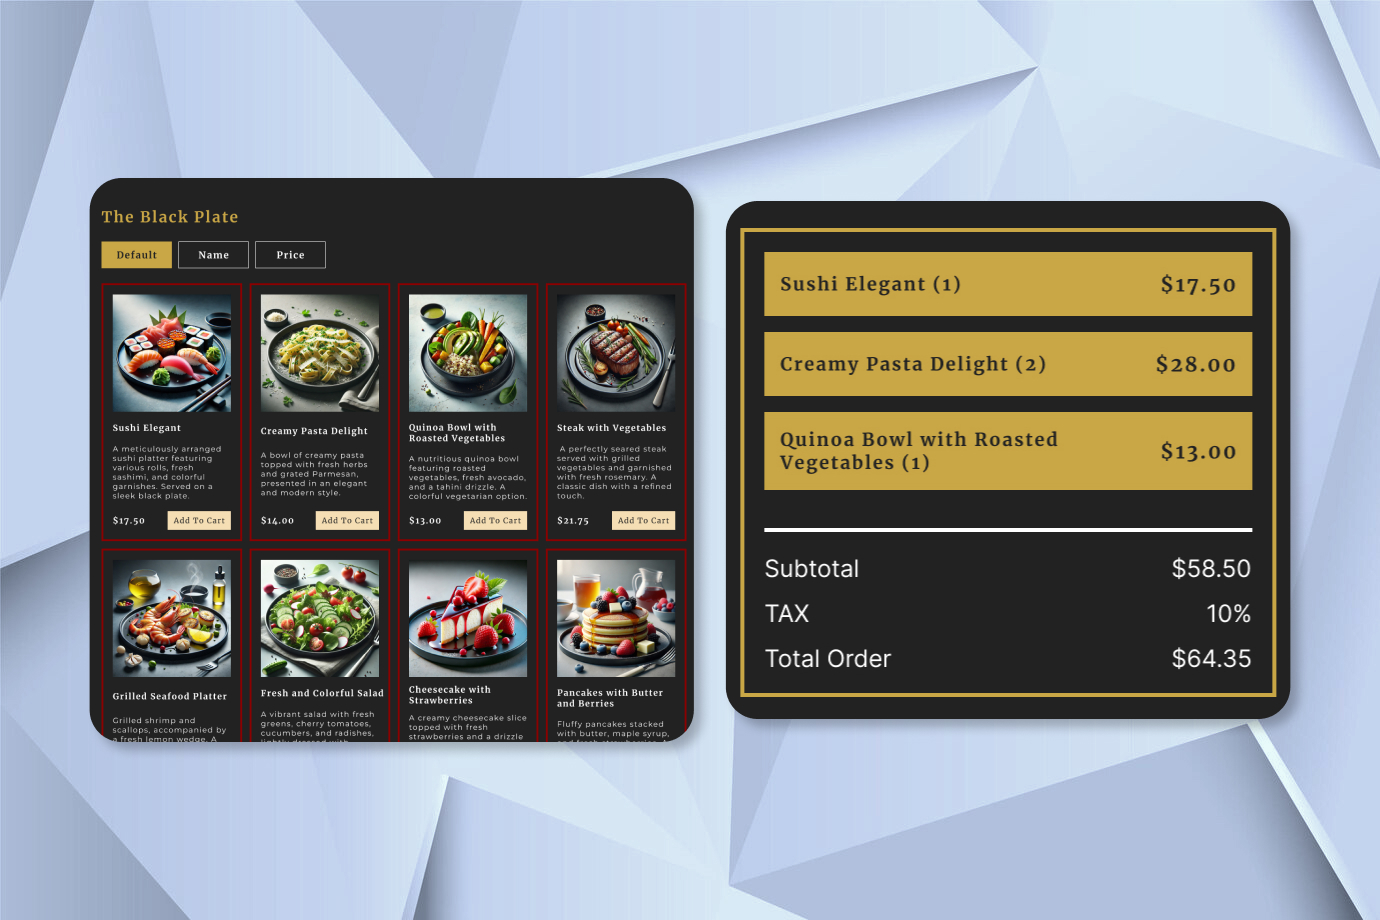 The Black Plate
Default
Name
Price
Sushi Elegant
A meticulously arranged
sushi platter featuring
various rolls, fresh
sashimi, and colorful
garnishes. Served on a
sleek black plate.
$17.50
Add To Cart
Creamy Pasta Delight
A bowl of creamy pasta
topped with fresh herbs
and grated Parmesan,
presented in an elegant
and modern style.
$14.00
Add To Cart
Quinoa Bowl with
Roasted Vegetables
A nutritious quinoa bowl
featuring roasted
vegetables, fresh avocado,
and a tahini drizzle. A
colorful vegetarian option.
$13.00
Add To Cart
Steak with Vegetables
A perfectly seared steak
served with grilled
vegetables and garnished
with fresh rosemary. A
classic dish with a refined
touch.
$21.75
Add To Cart
Grilled Seafood Platter
Grilled shrimp and
scallops, accompanied by
a fresh lemon wedge. A
Fresh and Colorful Salad
A vibrant salad with fresh
greens, cherry tomatoes,
cucumbers, and radishes,
lightly dressed with
Cheesecake with
Strawberries
A creamy cheesecake slice
topped with fresh
strawberries and a drizzle
Pancakes with Butter
and Berries
Fluffy pancakes stacked
with butter, maple syrup,
Sushi Elegant (1)
$17.50
Creamy Pasta Delight (2)
$28.00
Quinoa Bowl with Roasted
Vegetables (1)
$13.00
Subtotal
$58.50
TAX
10%
Total Order
$64.35